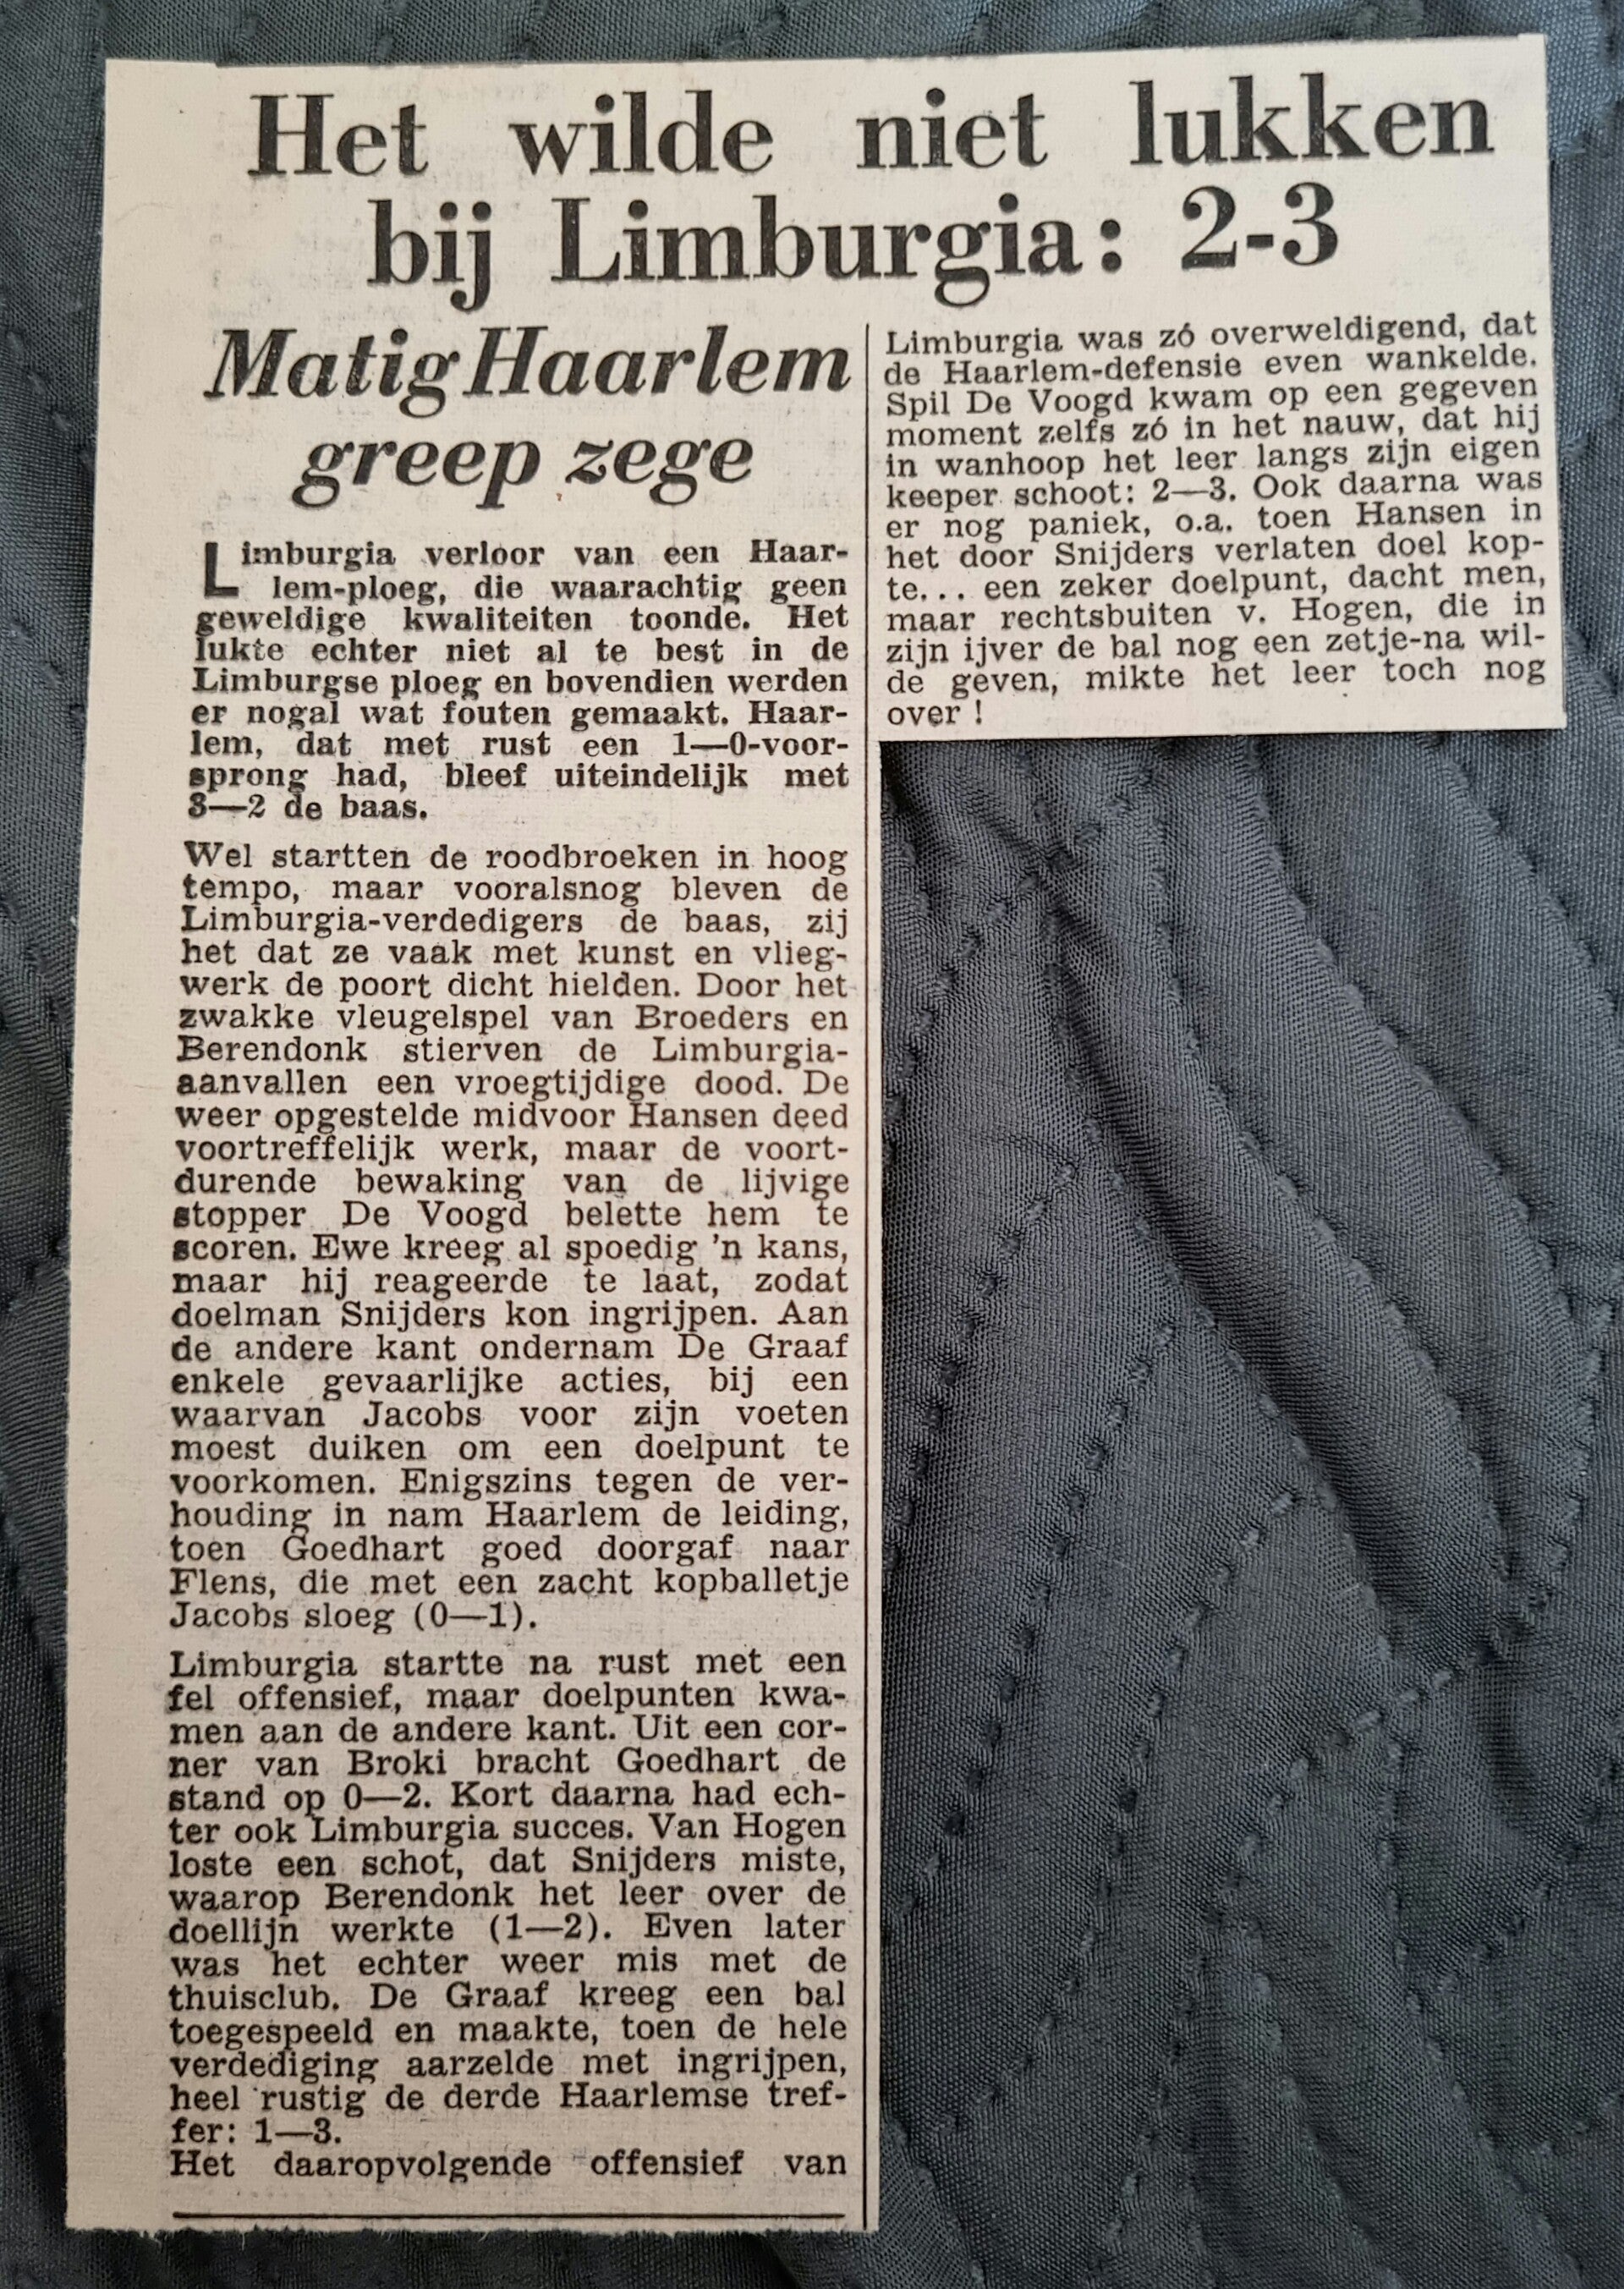 Het wilde niet lukken
bij Limburgia: 2-3
Matig Haarlem
greep zege
Limburgia verloor van een Haar-
lem-ploeg, die waarachtig geen
geweldige kwaliteiten toonde. Het
lukte echter niet al te best in de
Limburgse ploeg en bovendien werden
er nogal wat fouten gemaakt. Haar-
lem, dat met rust een 1—0-voor-
sprong had, bleef uiteindelijk met
3—2 de baas.
Wel startten de roodbroeken in hoog
tempo, maar vooralsnog bleven de
Limburgia-verdedigers de baas, zij
het dat ze vaak met kunst en vlieg-
werk de poort dicht hielden. Door het
zwakke vleugelspel van Broeders en
Berendonk stierven de Limburgia-
aanvallen een vroegtijdige dood. De
weer opgestelde midvoor Hansen deed
voortreffelijk werk, maar de voort-
durende bewaking van de lijvige
stopper De Voogd belette hem te
scoren. Ewe kreeg al spoedig 'n kans,
maar hij reageerde te laat, zodat
doelman Snijders kon ingrijpen. Aan
de andere kant ondernam De Graaf
enkele gevaarlijke acties, bij een
waarvan Jacobs voor zijn voeten
moest duiken om een doelpunt te
voorkomen. Enigszins tegen de ver-
houding in nam Haarlem de leiding,
toen Goedhart goed doorgaf naar
Flens, die met een zacht kopballetje
Jacobs sloeg (0—1).
Limburgia startte na rust met een
fel offensief, maar doelpunten kwa-
men aan de andere kant. Uit een cor-
ner van Broki bracht Goedhart de
stand op 0—2. Kort daarna had ech-
ter ook Limburgia succes. Van Hogen
loste een schot, dat Snijders miste,
waarop Berendonk het leer over de
doellijn werkte (1—2). Even later
was het echter weer mis met de
thuisclub. De Graaf kreeg een bal
toegespeeld en maakte, toen de hele
verdediging aarzelde met ingrijpen,
heel rustig de derde Haarlemse tref-
fer: 1—3.
Het daaropvolgende offensief van
Limburgia was zó overweldigend, dat
de Haarlem-defensie even wankelde.
Spil De Voogd kwam op een gegeven
moment zelfs zó in het nauw, dat hij
in wanhoop het leer langs zijn eigen
keeper schoot: 2—3. Ook daarna was
er nog paniek, o.a. toen Hansen in
het door Snijders verlaten doel kop-
te... een zeker doelpunt, dacht men,
maar rechtsbuiten v. Hogen, die in
zijn ijver de bal nog een zetje-na wil-
de geven, mikte het leer toch nog
over !